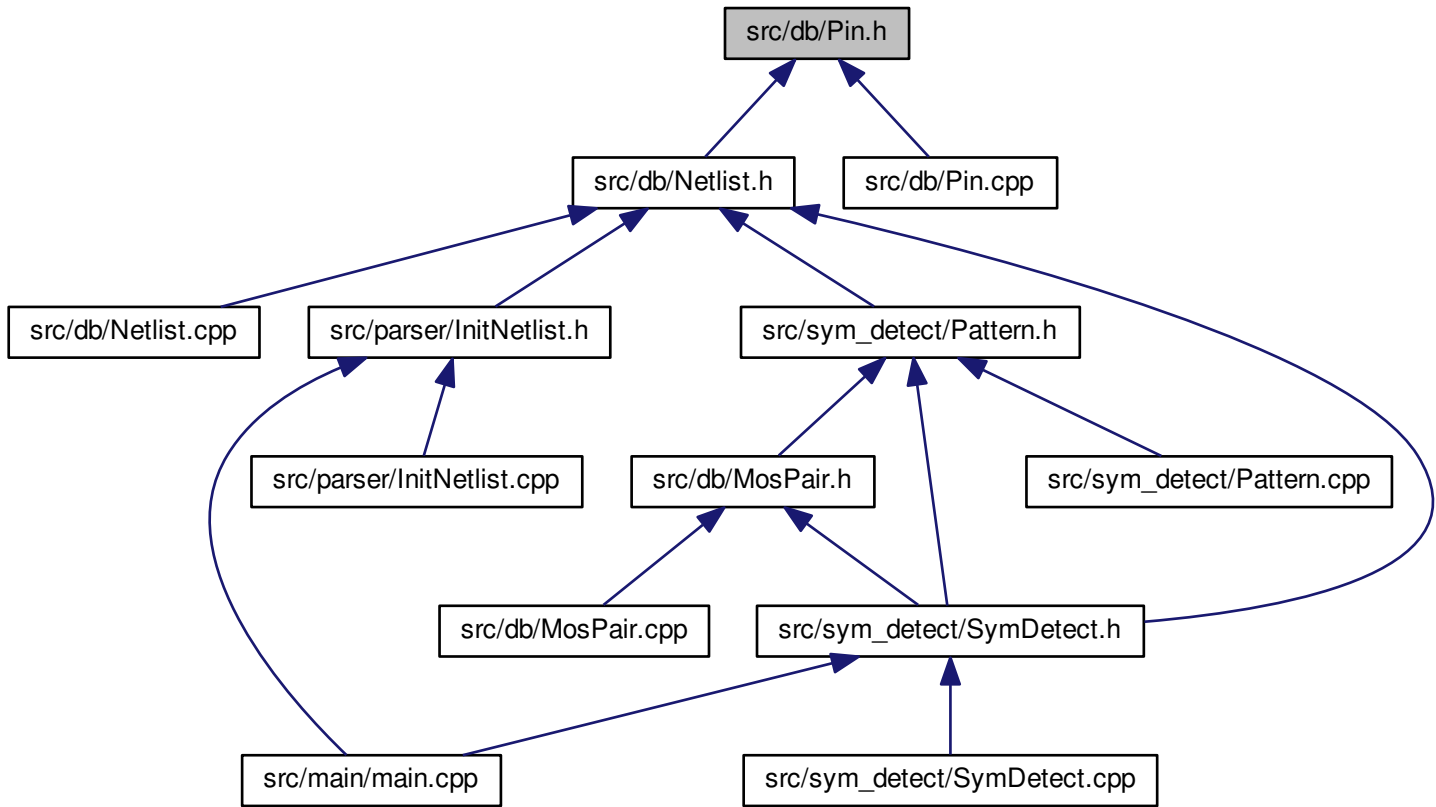 src/db/Pin.h
src/db/Netlist.h
src/db/Pin.cpp
src/db/Netlist.cpp
src/parser/InitNetlist.h
src/sym_detect/Pattern.h
src/parser/InitNetlist.cpp
src/db/MosPair.h
src/sym_detect/Pattern.cpp
src/db/MosPair.cpp
src/sym_detect/SymDetect.h
src/main/main.cpp
src/sym_detect/SymDetect.cpp